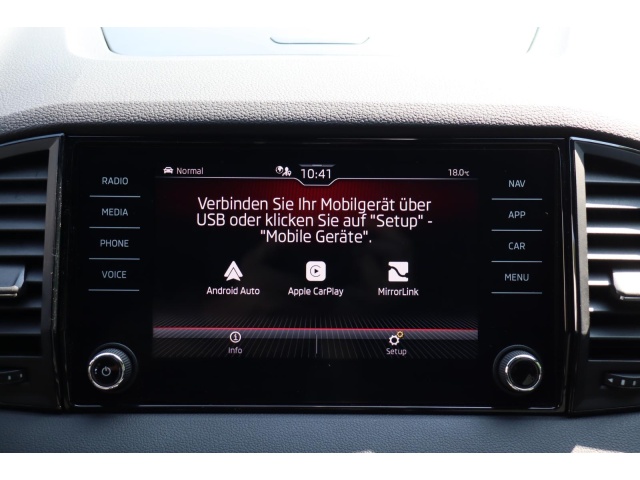 Normal
10:41
18.0°C
RADIO
MEDIA
PHONE
VOICE
Verbinden Sie Ihr Mobilgerät über
USB oder klicken Sie auf "Setup" -
"Mobile Geräte".
Android Auto
Apple CarPlay
MirrorLink
Info
Setup
NAV
APP
CAR
MENU